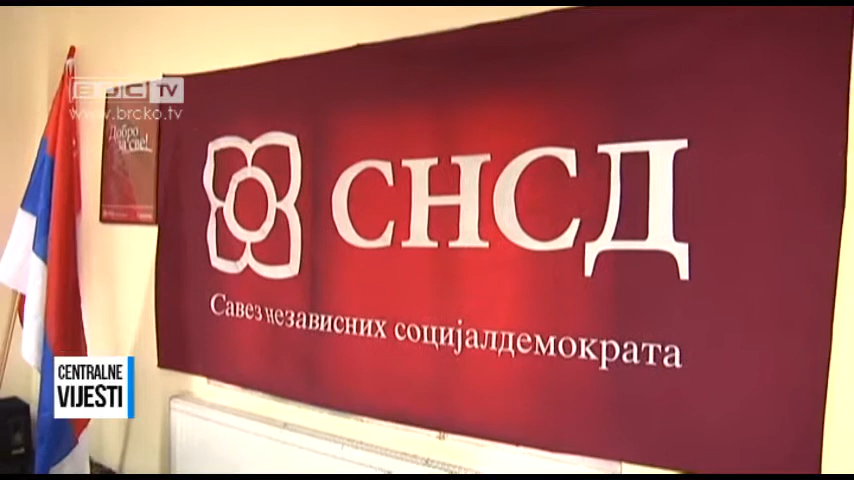 BDC TV
www.brcko.tv
Добро
за све!
СНСД
Савез независних социјалдемократа
CENTRALNE
VIJESTI